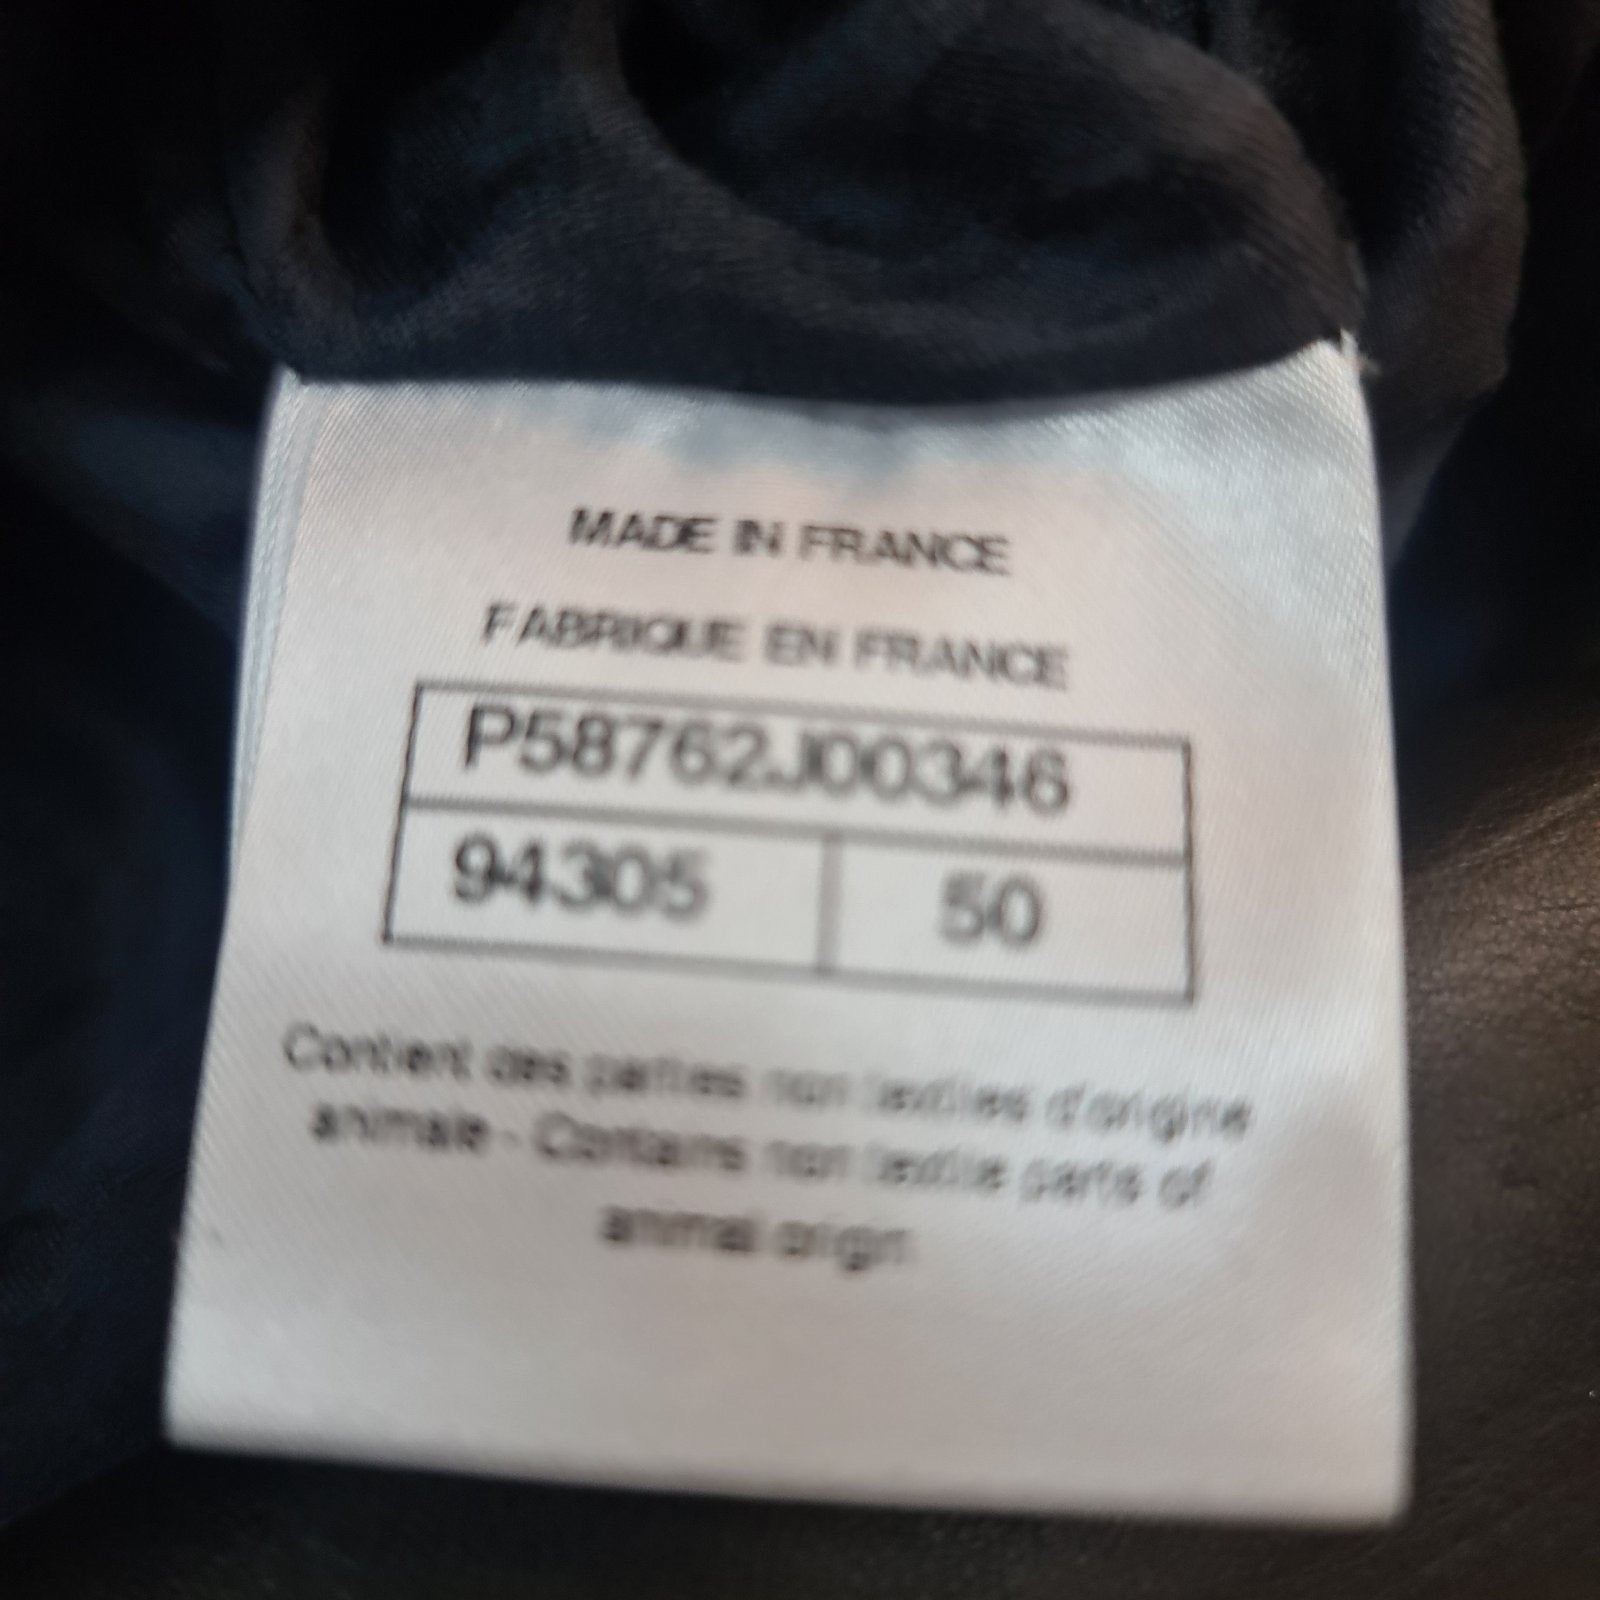 MADE IN FRANCE
FABRIQUE EN FRANCE
P58762J00346
94305 50
Contient des parties non textiles d'origine
animale - Contains non textile parts of
animal origin